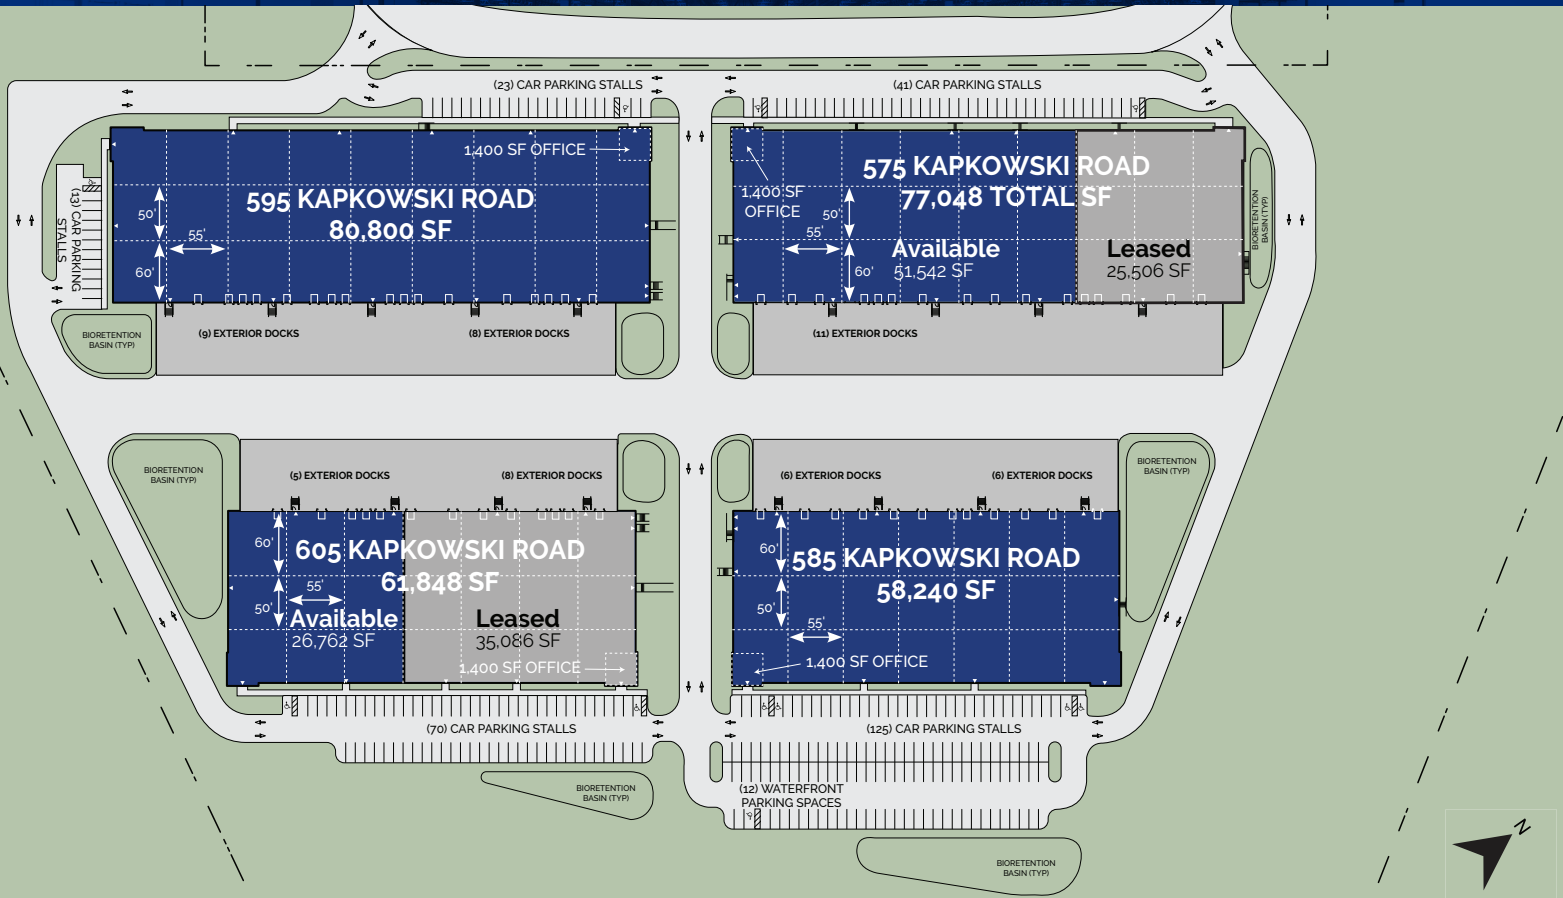 (23) CAR PARKING STALLS
(41) CAR PARKING STALLS
1,400 SF OFFICE
595 KAPKOWSKI ROAD
80,800 SF
50'
55'
60'
(13) CAR PARKING
STALLS
575 KAPKOWSKI ROAD
77,048 TOTAL SF
1,400 SF
OFFICE
50'
55'
60'
Available
51,542 SF
Leased
25,506 SF
BIORETENTION
BASIN (TYP)
BIORETENTION
BASIN (TYP)
(9) EXTERIOR DOCKS
(8) EXTERIOR DOCKS
(11) EXTERIOR DOCKS
BIORETENTION
BASIN (TYP)
(5) EXTERIOR DOCKS
(8) EXTERIOR DOCKS
(6) EXTERIOR DOCKS
(6) EXTERIOR DOCKS
BIORETENTION
BASIN (TYP)
60'
605 KAPKOWSKI ROAD
61,848 SF
55'
50'
Available
26,762 SF
Leased
35,086 SF
1,400 SF OFFICE
60'
585 KAPKOWSKI ROAD
58,240 SF
50'
55'
1,400 SF OFFICE
(70) CAR PARKING STALLS
(125) CAR PARKING STALLS
BIORETENTION
BASIN (TYP)
(12) WATERFRONT
PARKING SPACES
BIORETENTION
BASIN (TYP)
N